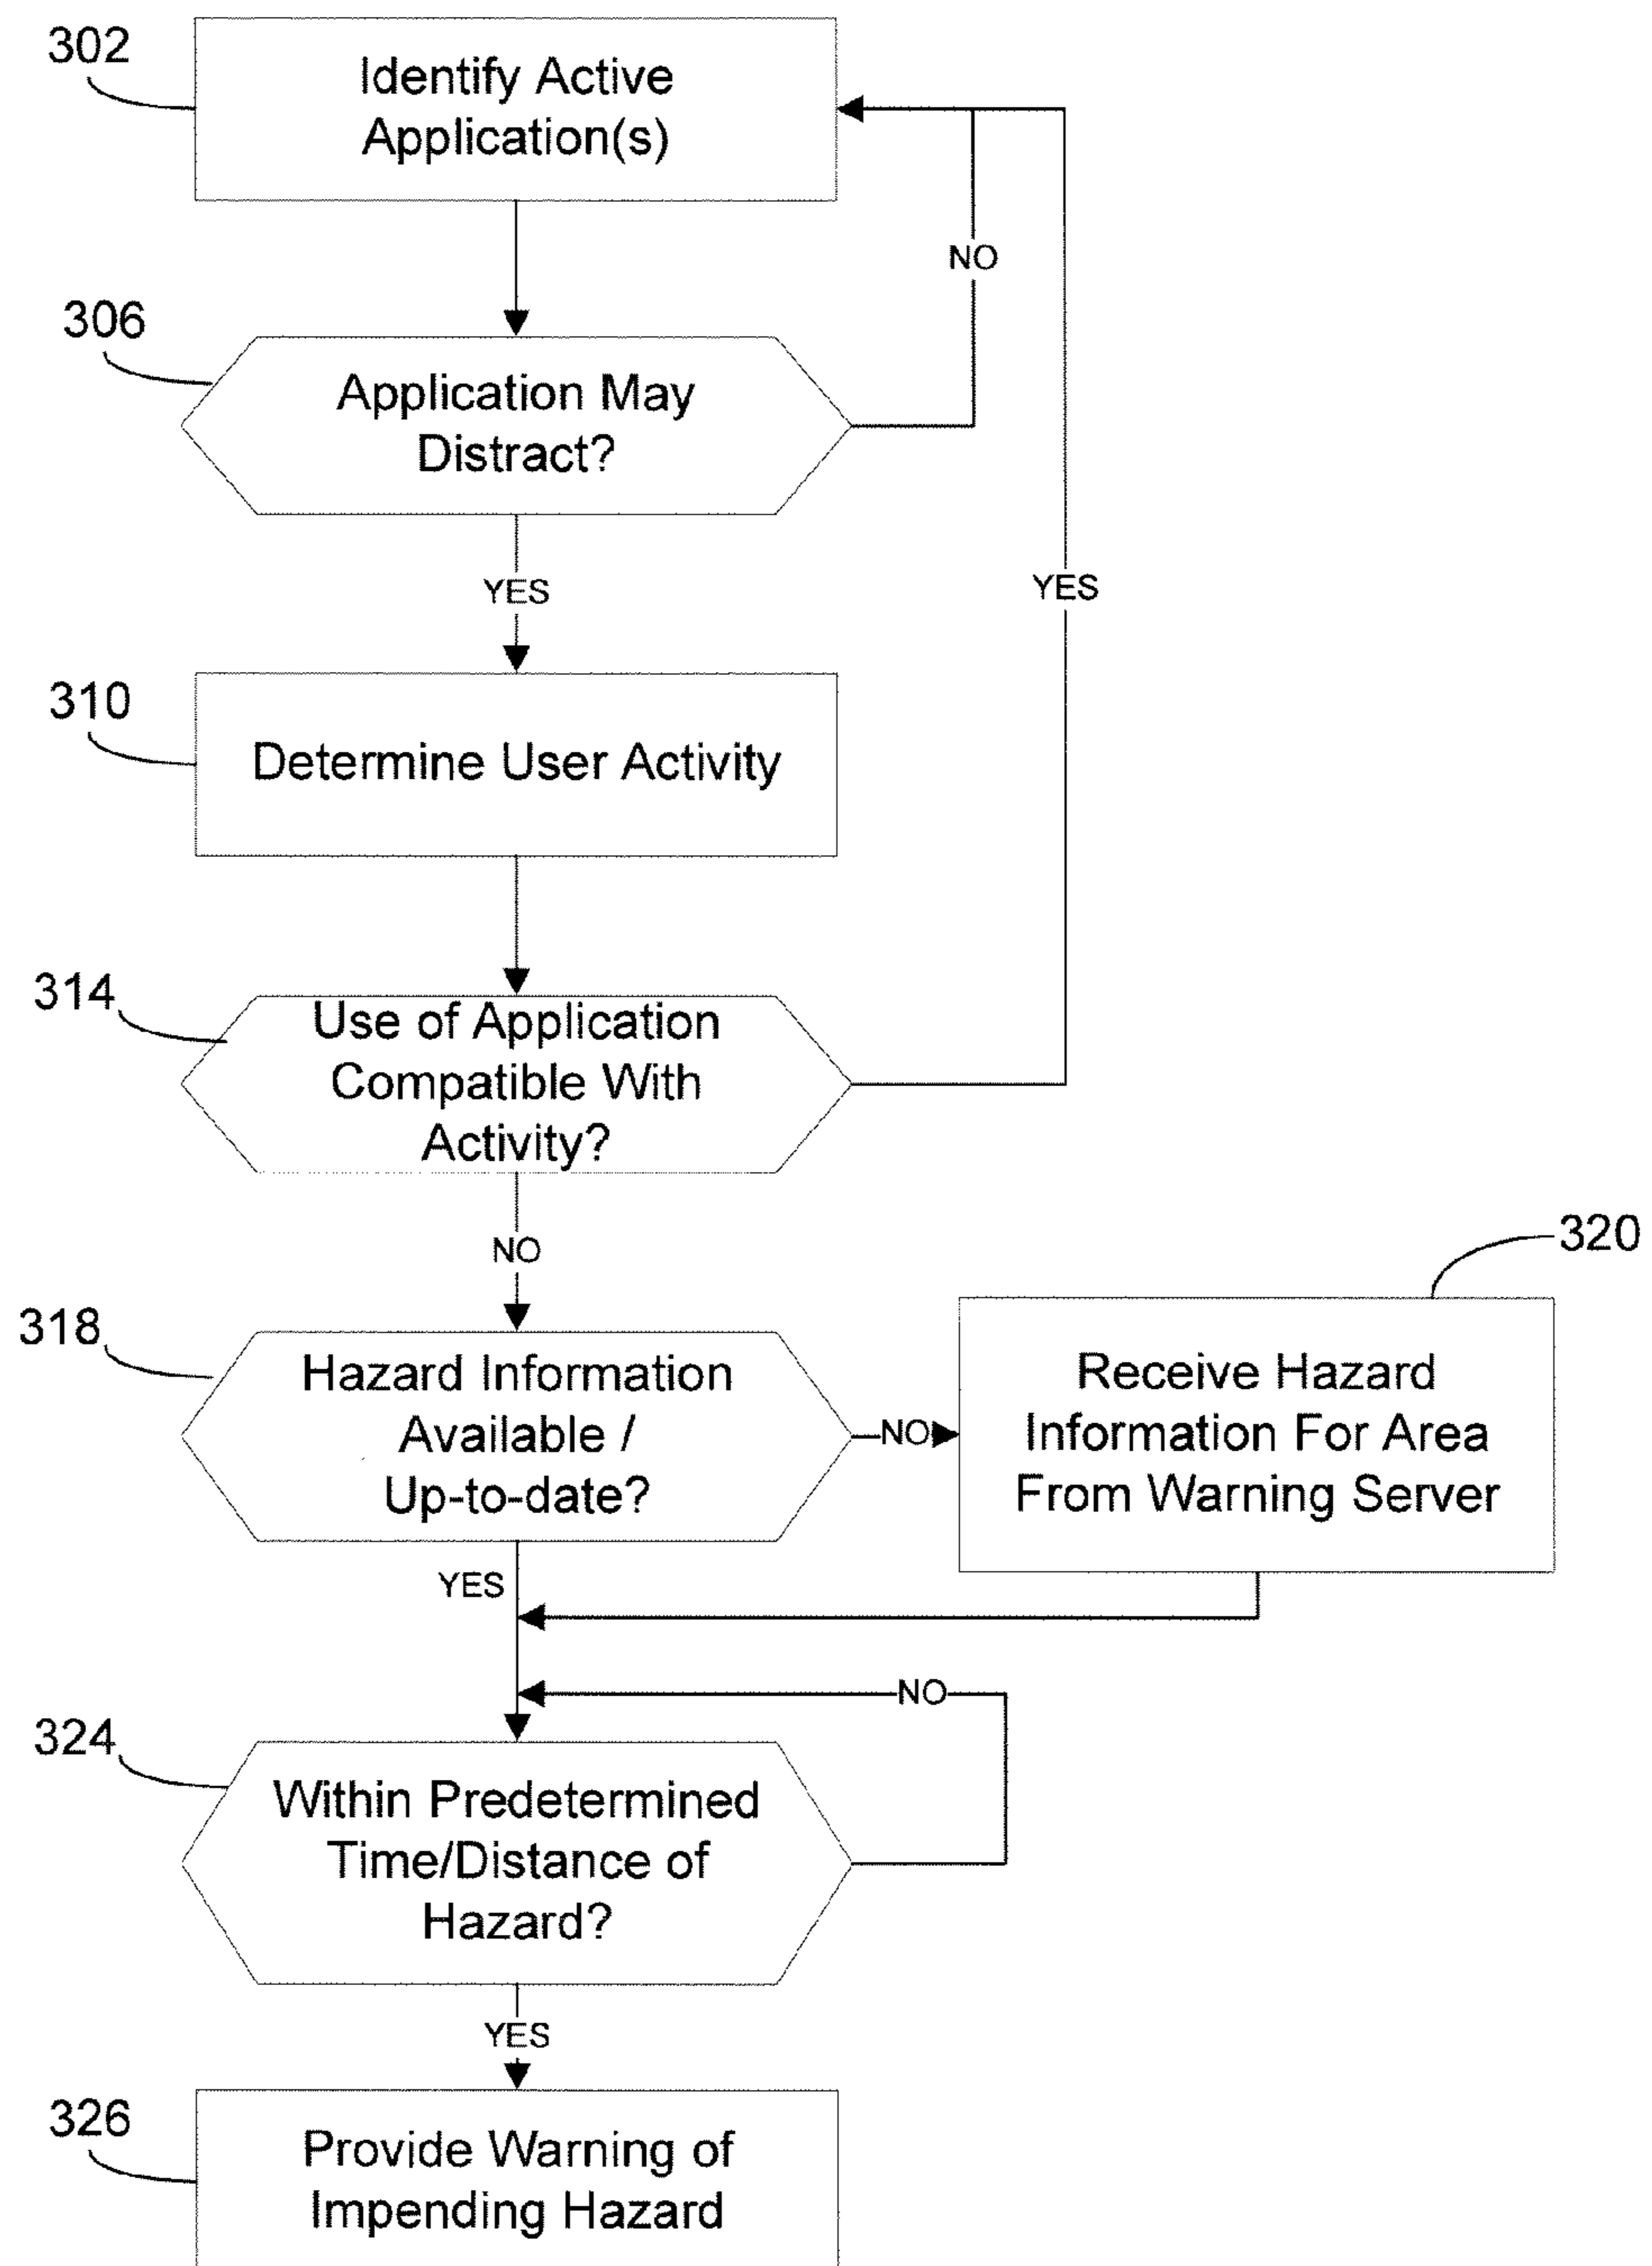 302
Identify Active
Application(s)
NO
306
Application May
Distract?
YES
YES
310
Determine User Activity
314
Use of Application
Compatible With
Activity?
NO
320
318
Hazard Information
Available /
Up-to-date?
NO
Receive Hazard
Information For Area
From Warning Server
YES
NO
324
Within Predetermined
Time/Distance of
Hazard?
YES
326
Provide Warning of
Impending Hazard